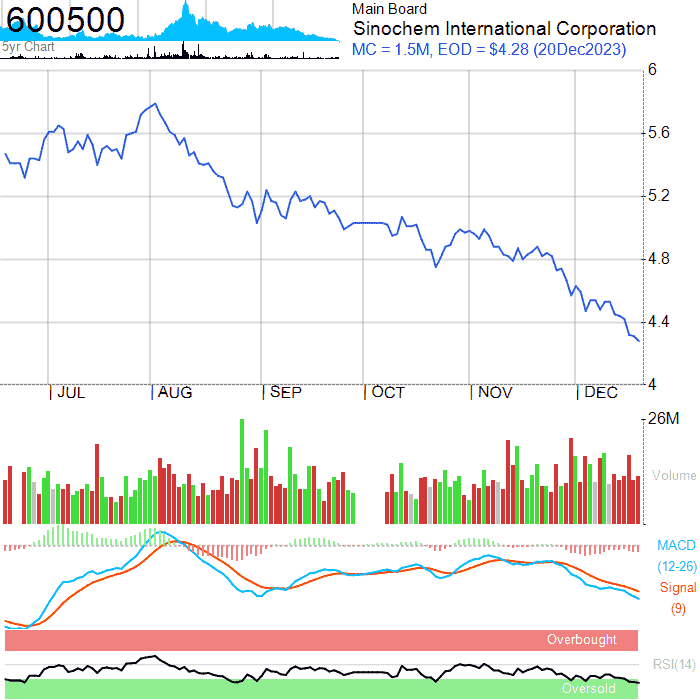 600500
5yr Chart
Main Board
Sinochem International Corporation
MC = 1.5M, EOD = $4.28 (20Dec2023)
6
5.6
5.2
4.8
4.4
4
JUL AUG SEP OCT NOV DEC
26M
Volume
MACD
(12-26)
Signal
(9)
Overbought
RSI(14)
Oversold